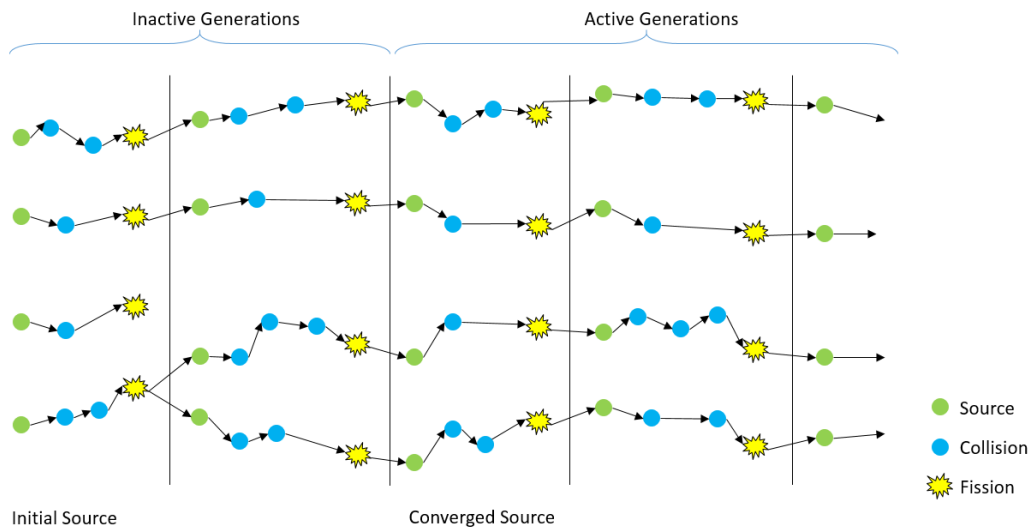 Inactive Generations
Active Generations
Source
Collision
Fission
Initial Source
Converged Source